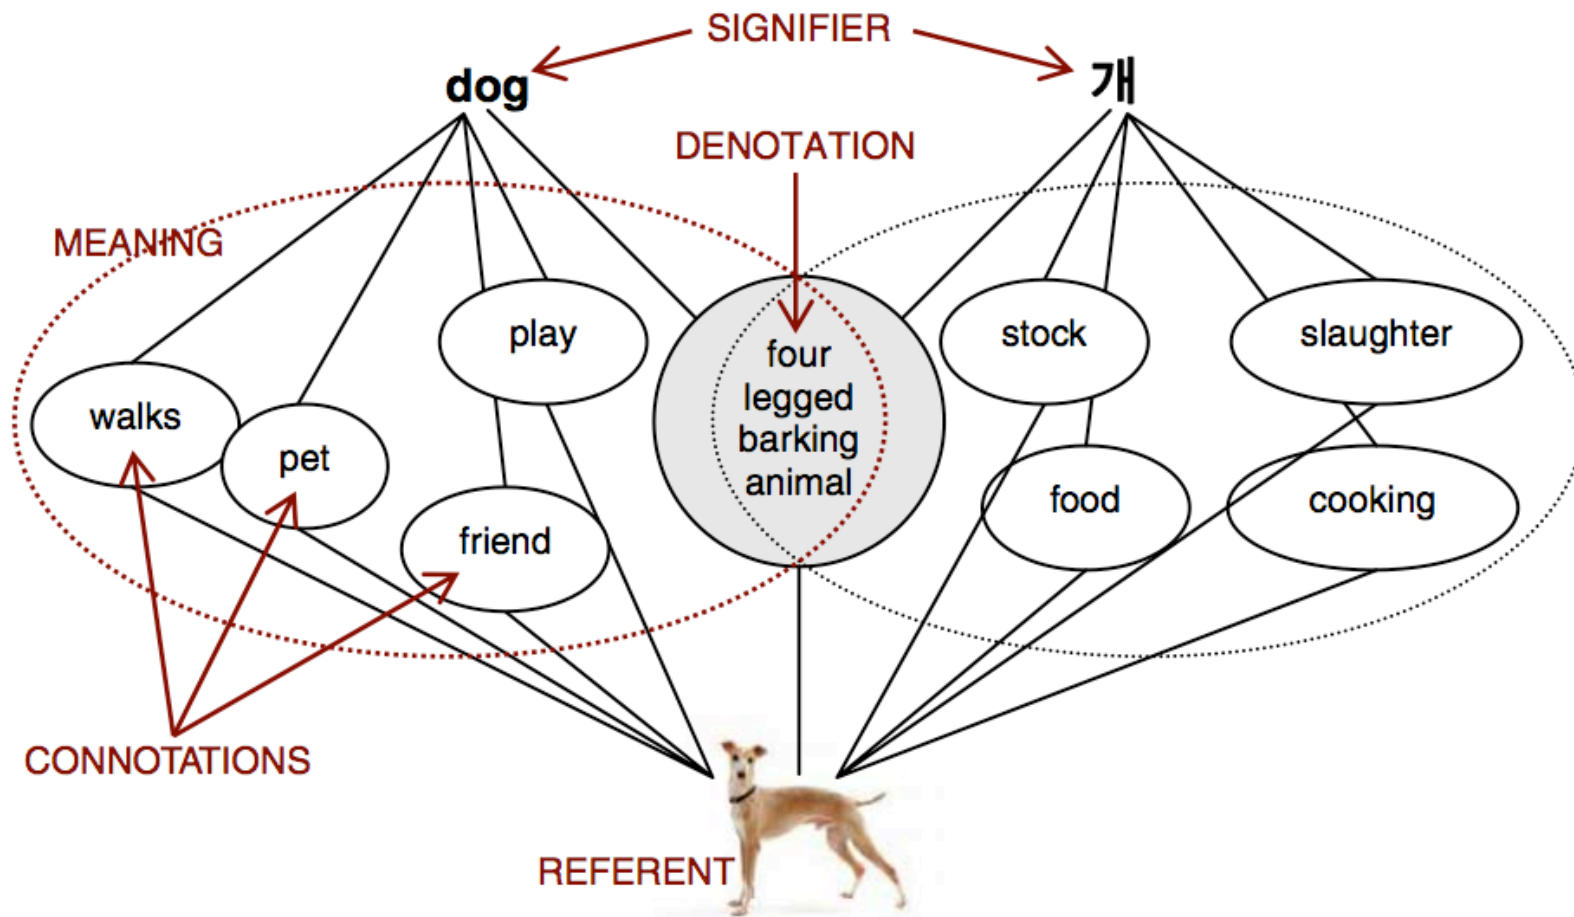 SIGNIFIER
dog
개
DENOTATION
MEANING
play
stock
slaughter
walks
pet
four
legged
barking
animal
friend
food
cooking
CONNOTATIONS
REFERENT